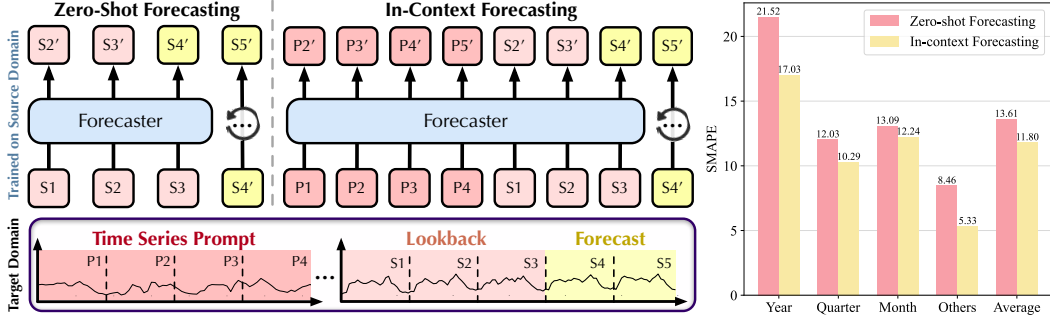 Zero-Shot Forecasting
In-Context Forecasting
Trained on Source Domain
S2′ S3′ S4′ S5′
P2′ P3′ P4′ P5′ S2′ S3′ S4′ S5′
Forecaster
...
Forecaster
...
S1 S2 S3 S4′
P1 P2 P3 P4 S1 S2 S3 S4′
Target Domain
Time Series Prompt
P1 P2 P3 P4
...
Lookback
Forecast
S1 S2 S3 S4 S5
SMAPE
20
15
10
5
0
Zero-shot Forecasting
In-context Forecasting
21.52
17.03
12.03
10.29
13.09
12.24
8.46
5.33
13.61
11.80
Year Quarter Month Others Average